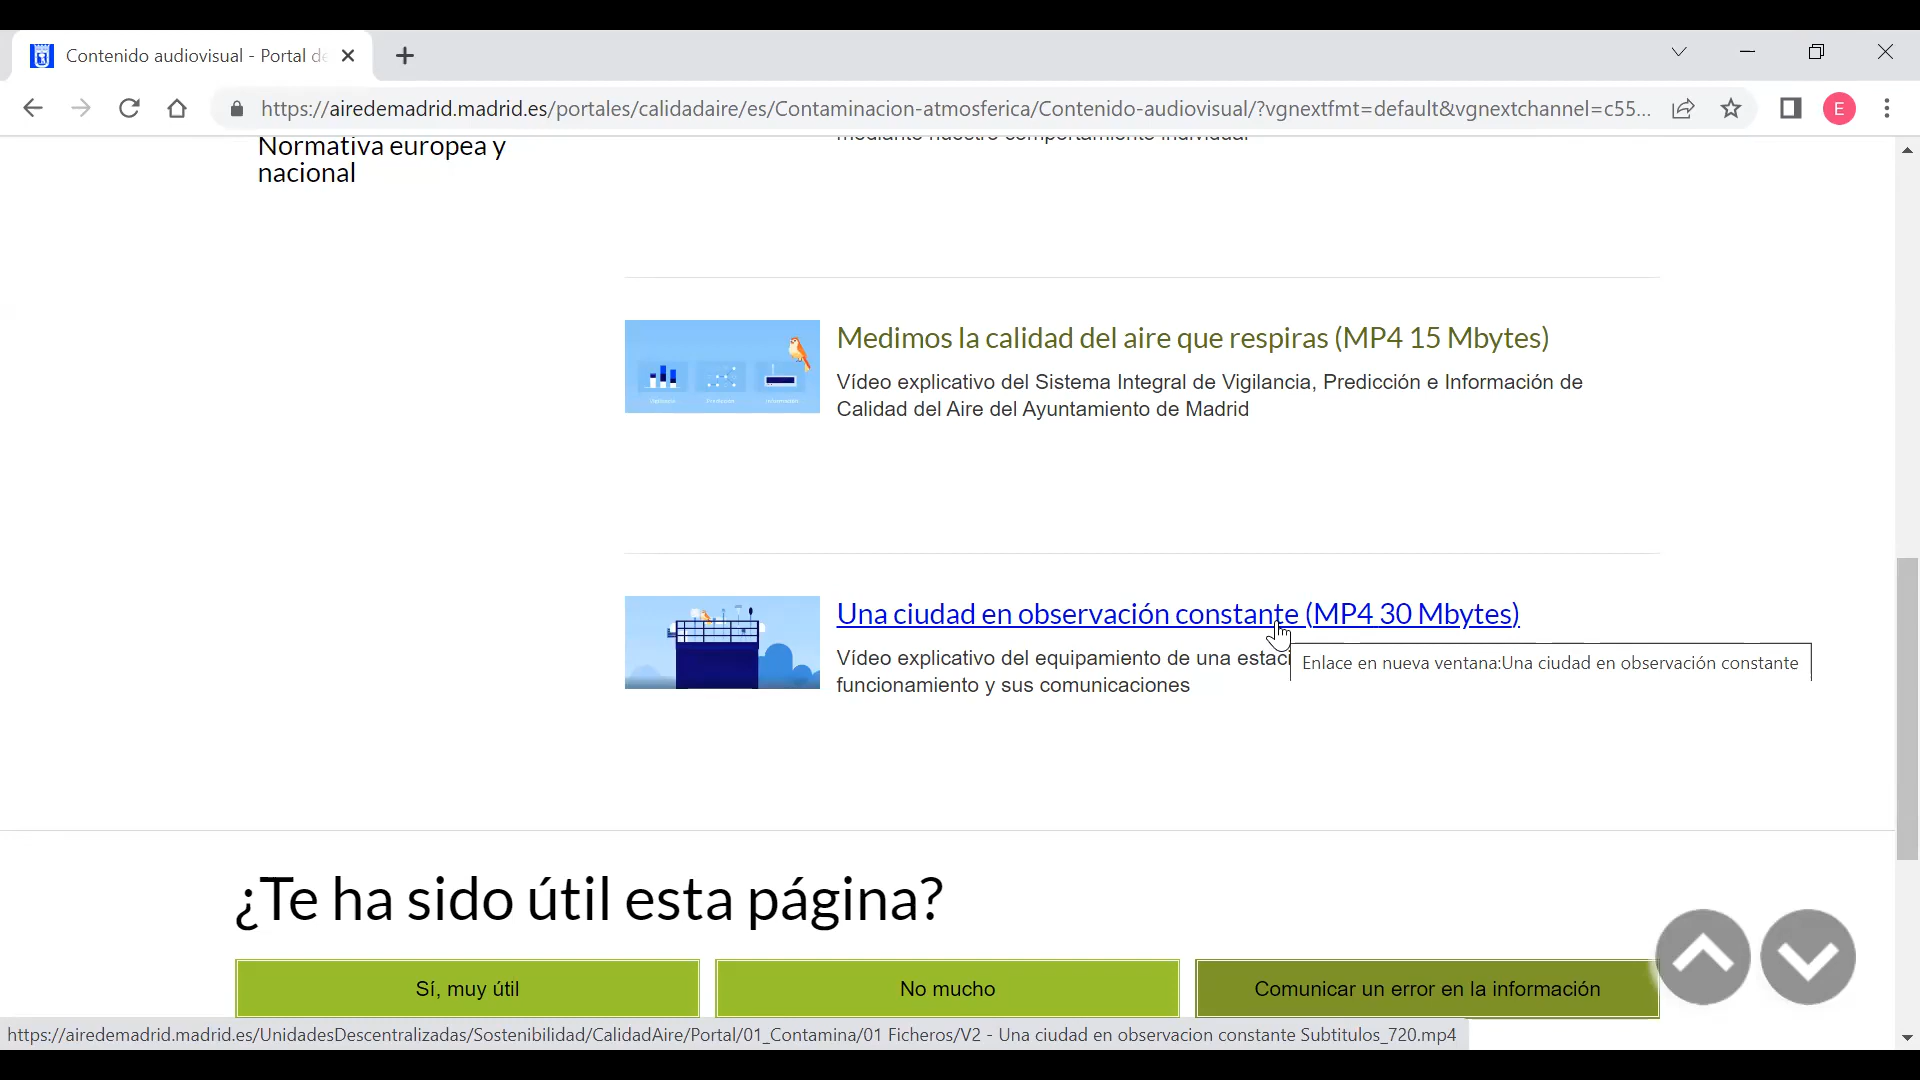 Contenido audiovisual - Portal de
https://airedemadrid.madrid.es/portales/calidadaire/es/Contaminacion-atmosferica/Contenido-audiovisual/?vgnextfmt=default&vgnextchannel=c55...
E
Normativa europea y
nacional
mediante nuestro comportamiento individual
Medimos la calidad del aire que respiras (MP4 15 Mbytes)
Vídeo explicativo del Sistema Integral de Vigilancia, Predicción e Información de
Calidad del Aire del Ayuntamiento de Madrid
Una ciudad en observación constante (MP4 30 Mbytes)
Vídeo explicativo del equipamiento de una estaci
Enlace en nueva ventana:Una ciudad en observación constante
funcionamiento y sus comunicaciones
¿Te ha sido útil esta página?
Sí, muy útil
No mucho
Comunicar un error en la información
https://airedemadrid.madrid.es/UnidadesDescentralizadas/Sostenibilidad/CalidadAire/Portal/01_Contamina/01 Ficheros/V2 - Una ciudad en observacion constante Subtitulos_720.mp4